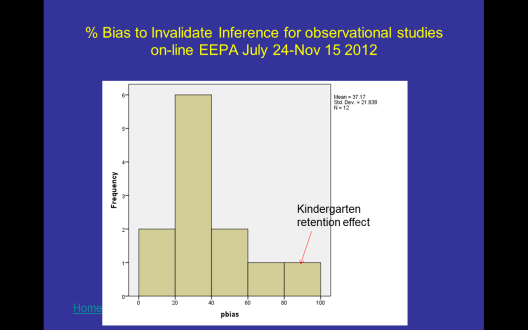 % Bias to Invalidate Inference for observational studies
on-line EEPA July 24-Nov 15 2012
Mean = 37.17
Std. Dev. = 21.838
N = 12
Frequency
6
5
4
3
2
1
0
Kindergarten
retention effect
0 20 40 60 80 100
pbias
Home